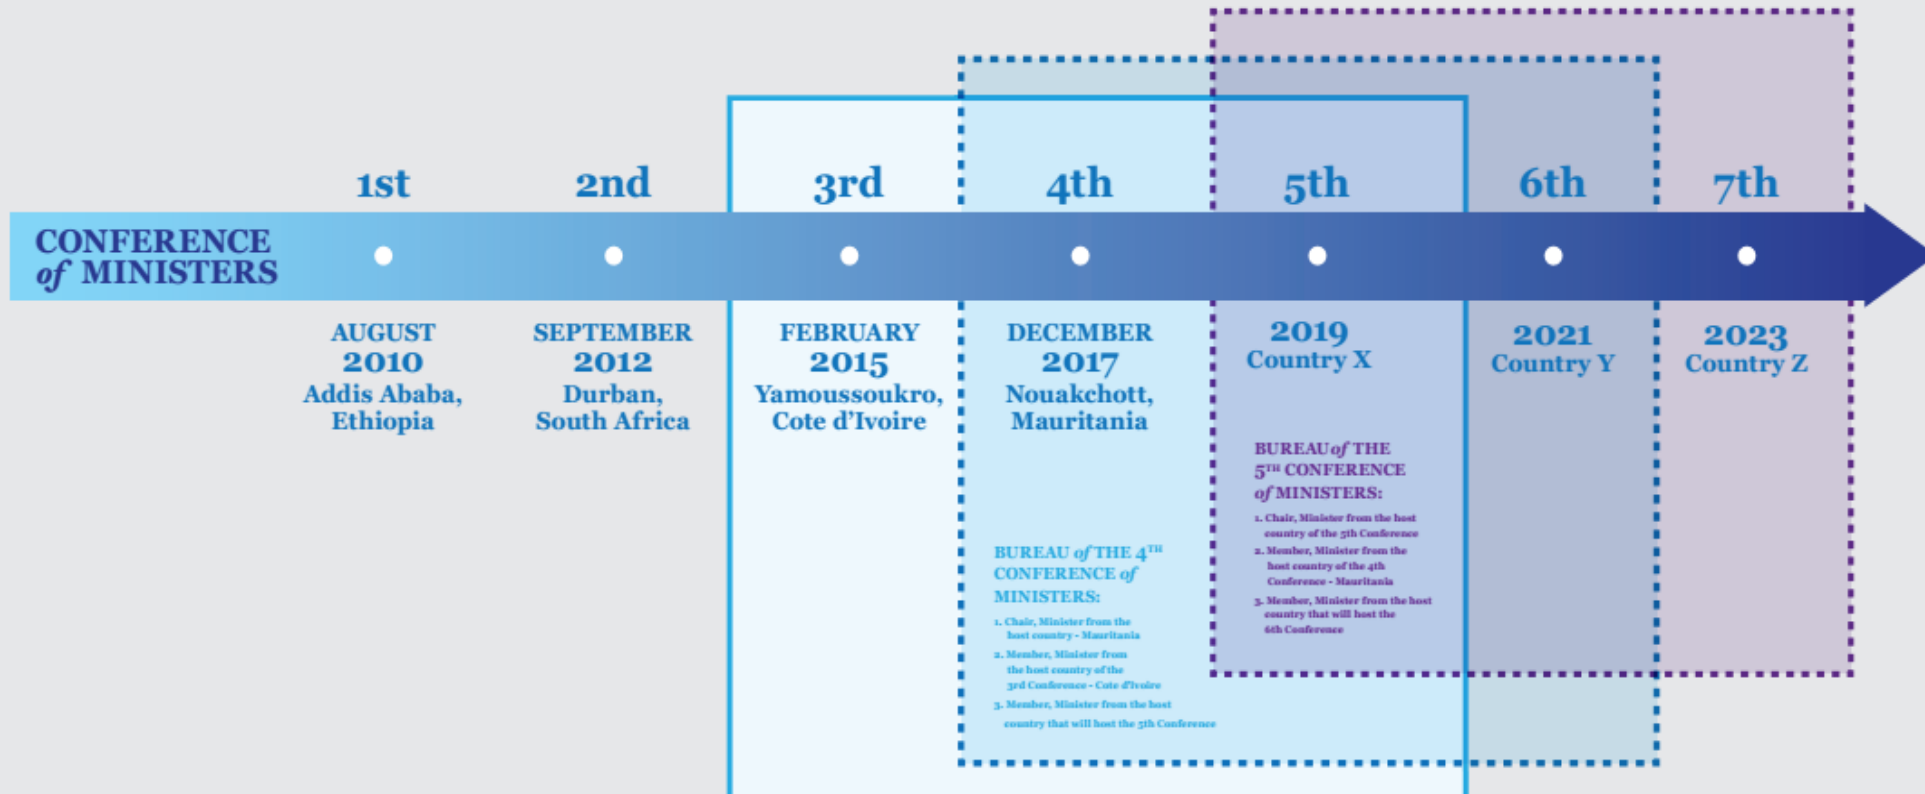 1st
2nd
3rd
4th
5th
6th
7th
CONFERENCE
of MINISTERS
AUGUST
2010
Addis Ababa,
Ethiopia
SEPTEMBER
2012
Durban,
South Africa
FEBRUARY
2015
Yamoussoukro,
Cote d'Ivoire
DECEMBER
2017
Nouakchott,
Mauritania
2019
Country X
2021
Country Y
2023
Country Z
BUREAU of THE 4TH
CONFERENCE of
MINISTERS:
1. Chair, Minister from the
host country - Mauritania
2. Member, Minister from
the host country of the
3rd Conference - Cote d'Ivoire
3. Member, Minister from the host
country that will host the 5th Conference
BUREAU of THE
5TH CONFERENCE
of MINISTERS:
1. Chair, Minister from the host
country of the 5th Conference
2. Member, Minister from the
host country of the 4th
Conference - Mauritania
3. Member, Minister from the host
country that will host the
6th Conference